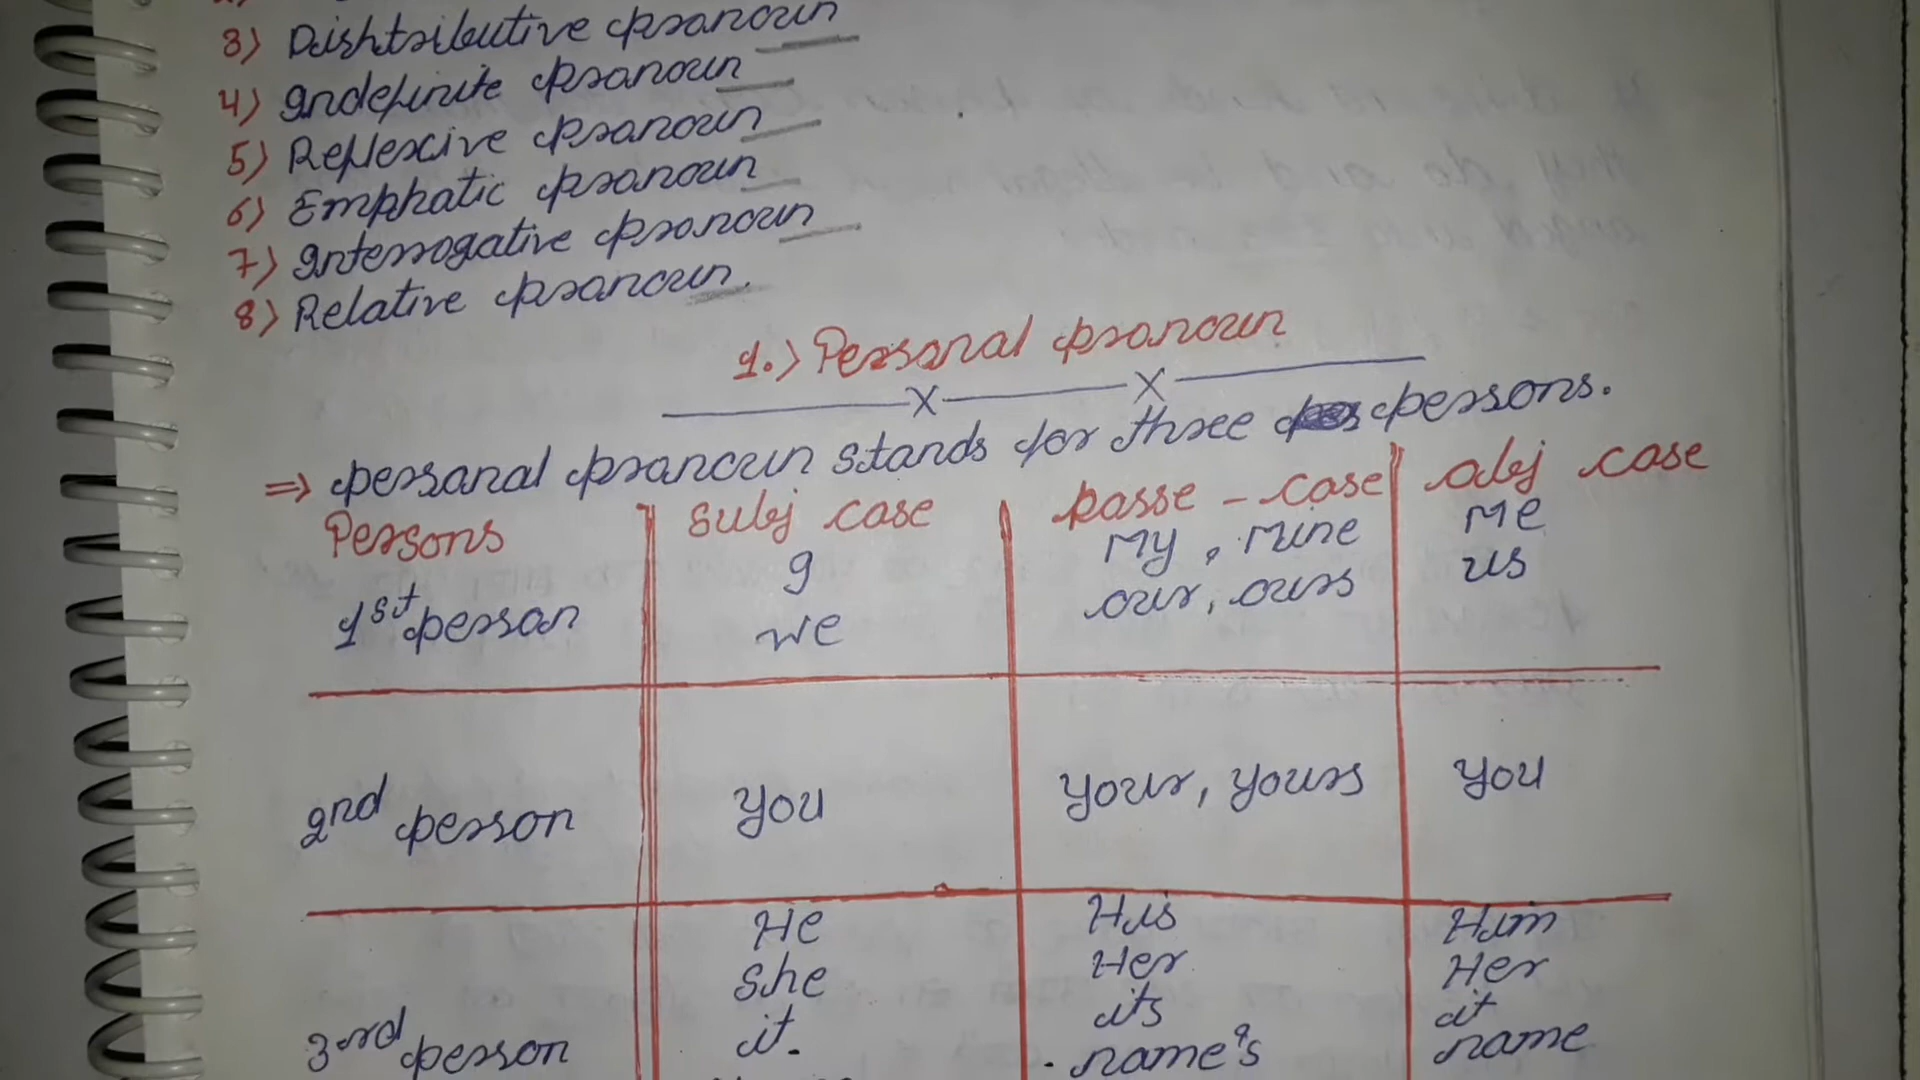 3) Dishtributive pronoun
4) Indefinite pronoun
5) Reflexive pronoun
6) Emphatic pronoun
7) Interrogative pronoun
8) Relative pronoun.
1.) Personal pronoun
x x
⇒ personal pronoun stands for three persons.
Persons subj case posse - case obj case
1st person I my, mine me
we our, ours us
2nd person you your, yours you
He His Him
She Her Her
it. its it
3rd person name's name